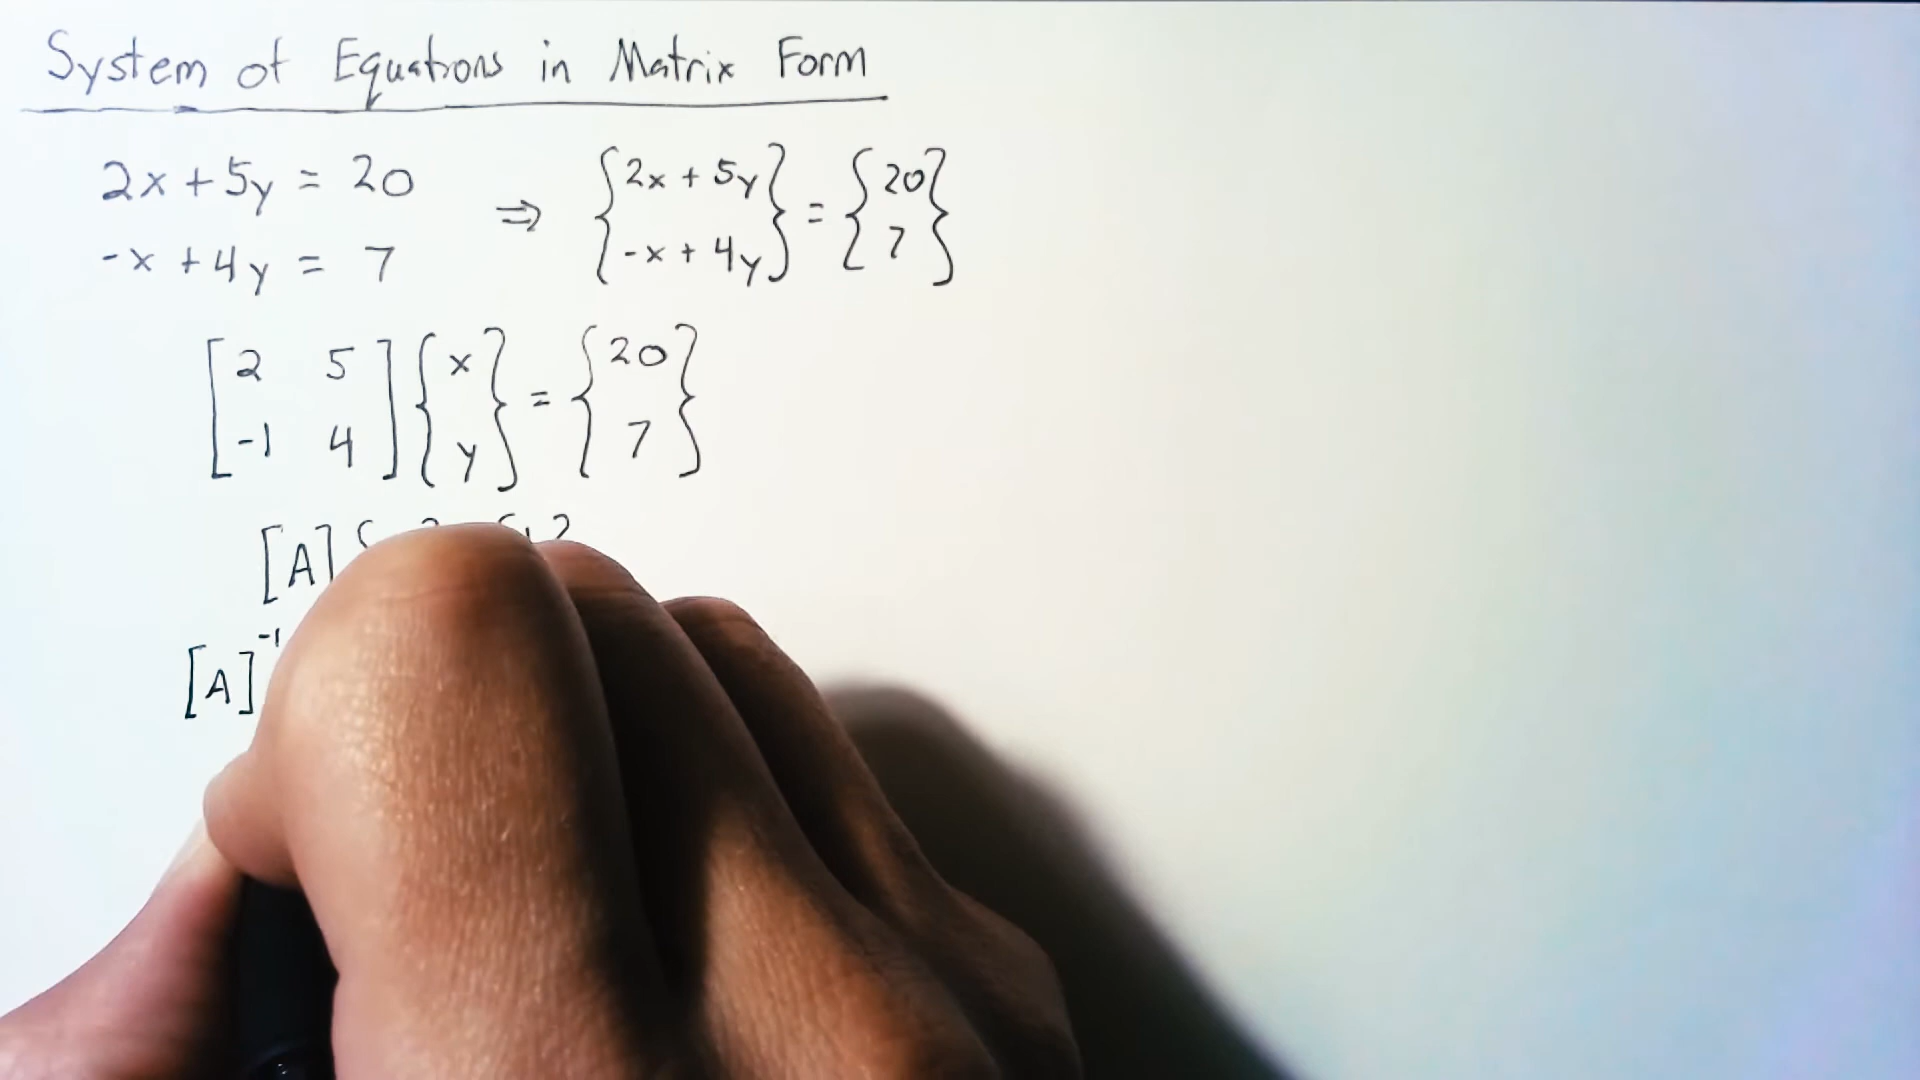 System of Equations in Matrix Form
2x + 5y = 20 ⇒ {2x + 5y} = {20}
-x + 4y = 7 {-x + 4y} {7}
[2 5] {x} = {20}
[-1 4] {y} {7}
[A]
[A]⁻¹